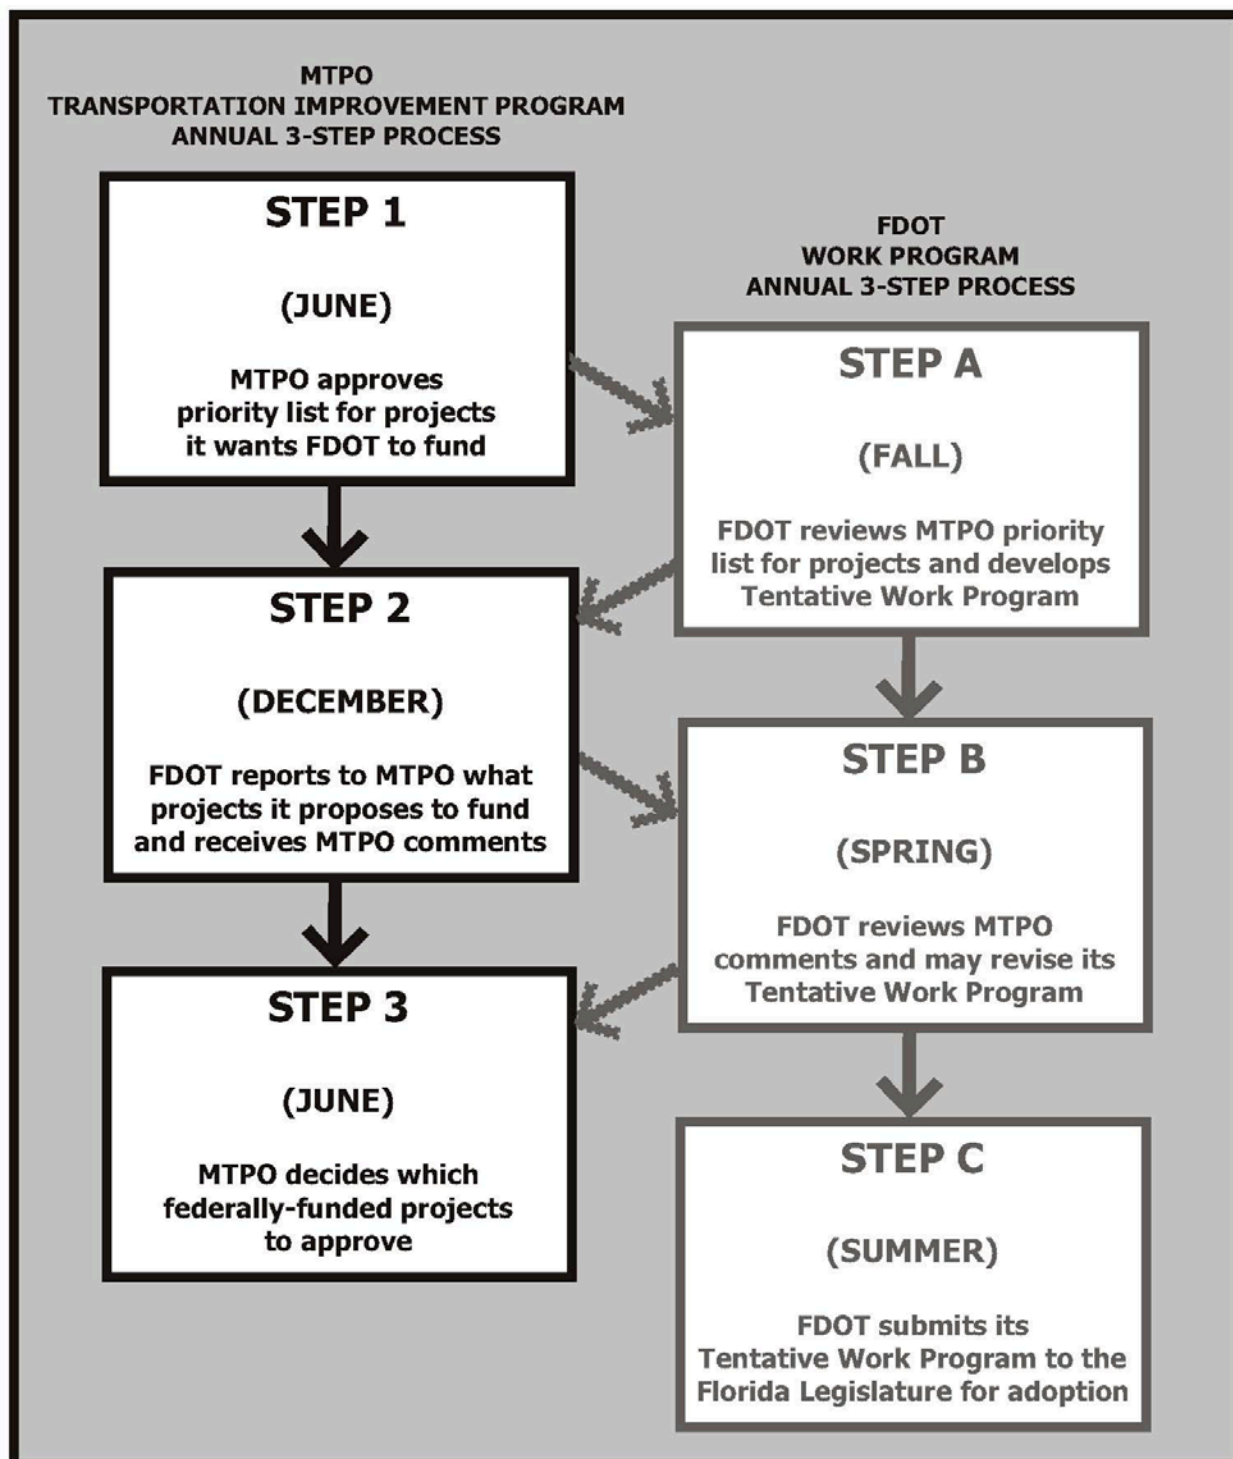 MTPO
TRANSPORTATION IMPROVEMENT PROGRAM
ANNUAL 3-STEP PROCESS
STEP 1
(JUNE)
MTPO approves
priority list for projects
it wants FDOT to fund
STEP 2
(DECEMBER)
FDOT reports to MTPO what
projects it proposes to fund
and receives MTPO comments
STEP 3
(JUNE)
MTPO decides which
federally-funded projects
to approve
FDOT
WORK PROGRAM
ANNUAL 3-STEP PROCESS
STEP A
(FALL)
FDOT reviews MTPO priority
list for projects and develops
Tentative Work Program
STEP B
(SPRING)
FDOT reviews MTPO
comments and may revise its
Tentative Work Program
STEP C
(SUMMER)
FDOT submits its
Tentative Work Program to the
Florida Legislature for adoption